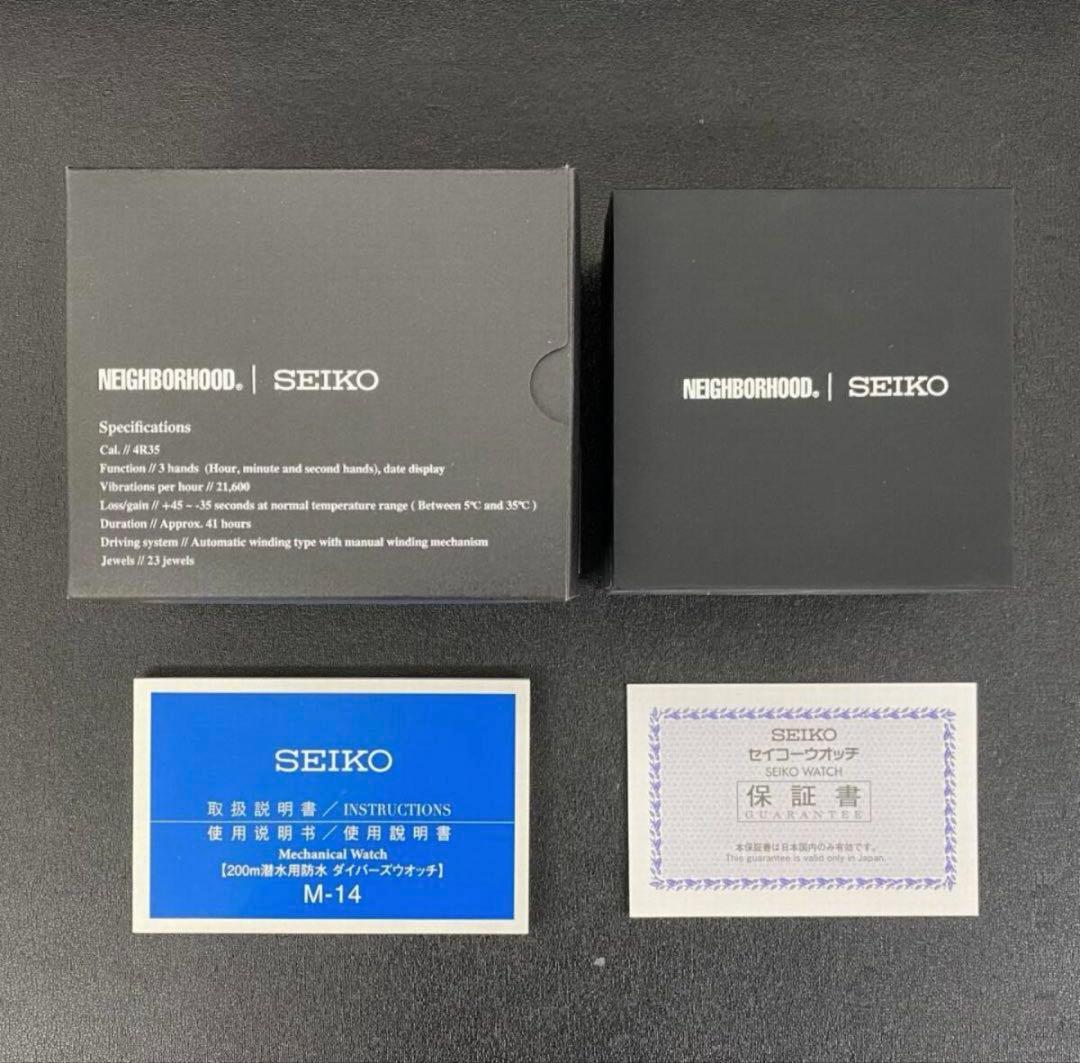 NEIGHBORHOOD® | SEIKO
Specifications
Cal. // 4R35
Function // 3 hands (Hour, minute and second hands), date display
Vibrations per hour // 21,600
Loss/gain // +45 ~ -35 seconds at normal temperature range ( Between 5℃ and 35℃ )
Duration // Approx. 41 hours
Driving system // Automatic winding type with manual winding mechanism
Jewels // 23 jewels
NEIGHBORHOOD® | SEIKO
SEIKO
取扱説明書／INSTRUCTIONS
使用说明书／使用說明書
Mechanical Watch
【200m潜水用防水 ダイバーズウオッチ】
M-14
SEIKO
セイコーウオッチ
SEIKO WATCH
保証書
GUARANTEE
本保証書は日本国内のみ有効です。
This guarantee is valid only in Japan.